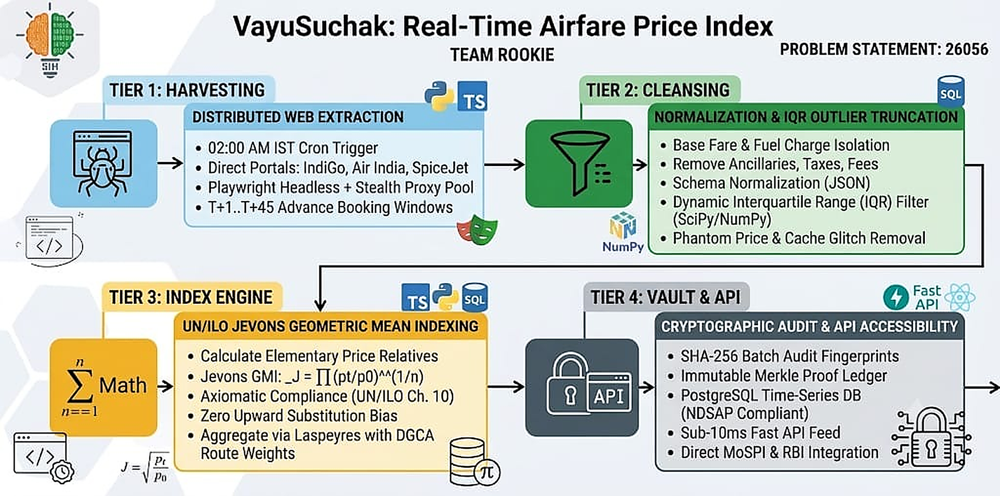 VayuSuchak: Real-Time Airfare Price Index
TEAM ROOKIE
PROBLEM STATEMENT: 26056
SIH
TIER 1: HARVESTING
TS
DISTRIBUTED WEB EXTRACTION
• 02:00 AM IST Cron Trigger
• Direct Portals: IndiGo, Air India, SpiceJet
• Playwright Headless + Stealth Proxy Pool
• T+1..T+45 Advance Booking Windows
</>
TIER 2: CLEANSING
SQL
NORMALIZATION & IQR OUTLIER TRUNCATION
• Base Fare & Fuel Charge Isolation
• Remove Ancillaries, Taxes, Fees
• Schema Normalization (JSON)
• Dynamic Interquartile Range (IQR) Filter
(SciPy/NumPy)
• Phantom Price & Cache Glitch Removal
NumPy
TIER 3: INDEX ENGINE
TS
SQL
UN/ILO JEVONS GEOMETRIC MEAN INDEXING
n
∑ Math
n==1
• Calculate Elementary Price Relatives
• Jevons GMI: _J = ∏(pt/p0)^^(1/n)
• Axiomatic Compliance (UN/ILO Ch. 10)
• Zero Upward Substitution Bias
• Aggregate via Laspeyres with DGCA
Route Weights
</>
J = √(pt/p0)
π
TIER 4: VAULT & API
Fast
API
CRYPTOGRAPHIC AUDIT & API ACCESSIBILITY
API
• SHA-256 Batch Audit Fingerprints
• Immutable Merkle Proof Ledger
• PostgreSQL Time-Series DB
(NDSAP Compliant)
• Sub-10ms Fast API Feed
• Direct MoSPI & RBI Integration